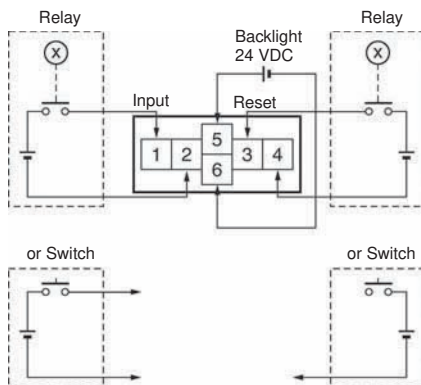 Relay
Backlight
24 VDC
Relay
X
X
Input
Reset
1
2
5
6
3
4
or Switch
or Switch